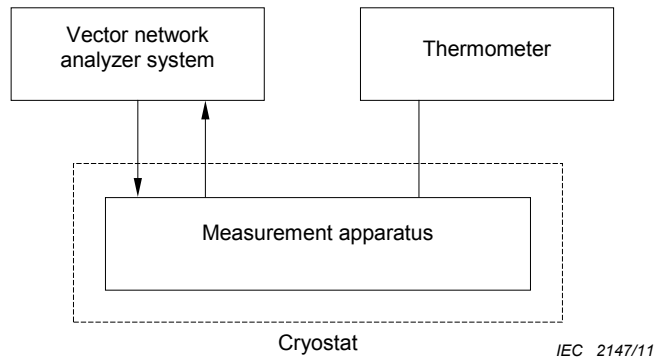 Vector network
analyzer system
Thermometer
Measurement apparatus
Cryostat
IEC 2147/11